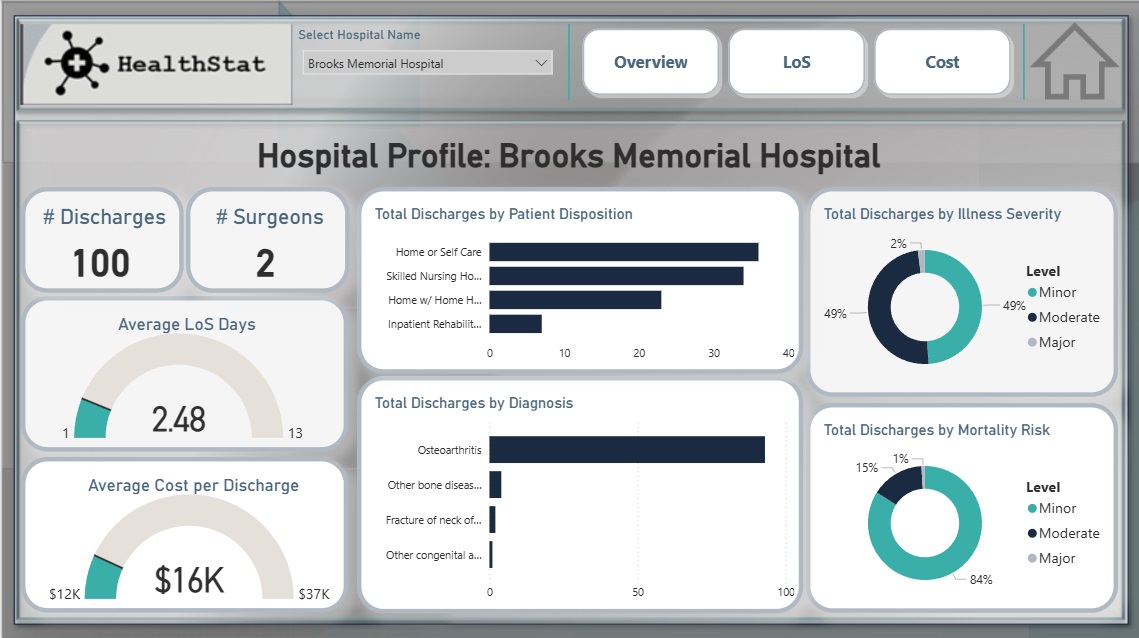 HealthStat
Select Hospital Name
Brooks Memorial Hospital
Overview
LoS
Cost
Hospital Profile: Brooks Memorial Hospital
# Discharges
100
# Surgeons
2
Average LoS Days
2.48
1
13
Average Cost per Discharge
$16K
$12K
$37K
Total Discharges by Patient Disposition
Home or Self Care
Skilled Nursing Ho...
Home w/ Home H...
Inpatient Rehabilit...
0 10 20 30 40
Total Discharges by Diagnosis
Osteoarthritis
Other bone diseas...
Fracture of neck of...
Other congenital a...
0 50 100
Total Discharges by Illness Severity
2%
49%
49%
Level
Minor
Moderate
Major
Total Discharges by Mortality Risk
1%
15%
84%
Level
Minor
Moderate
Major